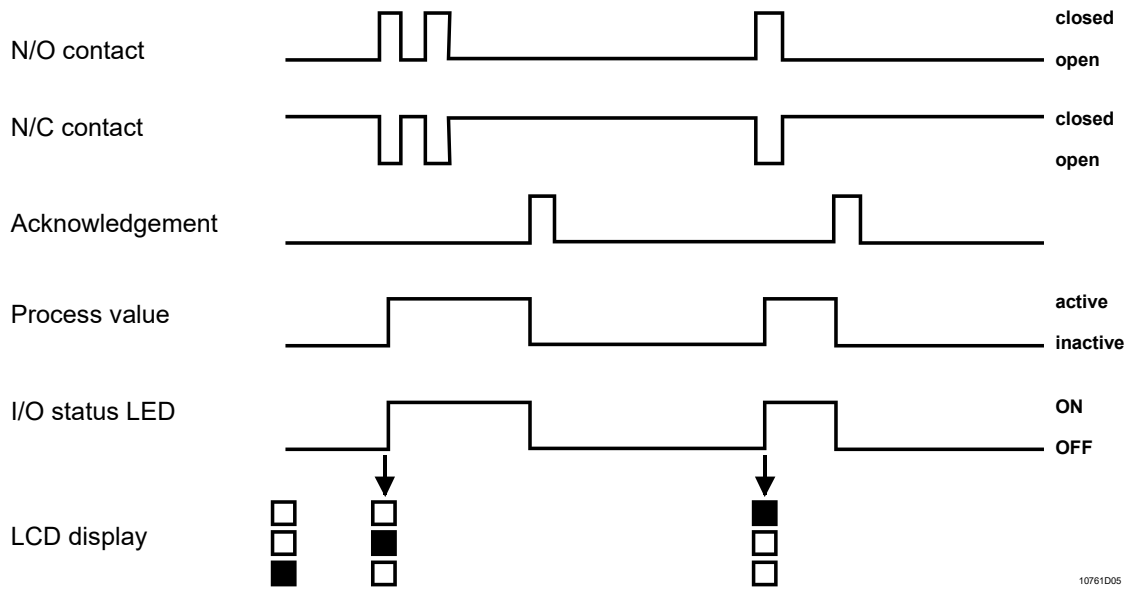 closed
N/O contact
open
N/C contact
closed
open
Acknowledgement
active
Process value
inactive
I/O status LED
ON
OFF
LCD display
10761D05